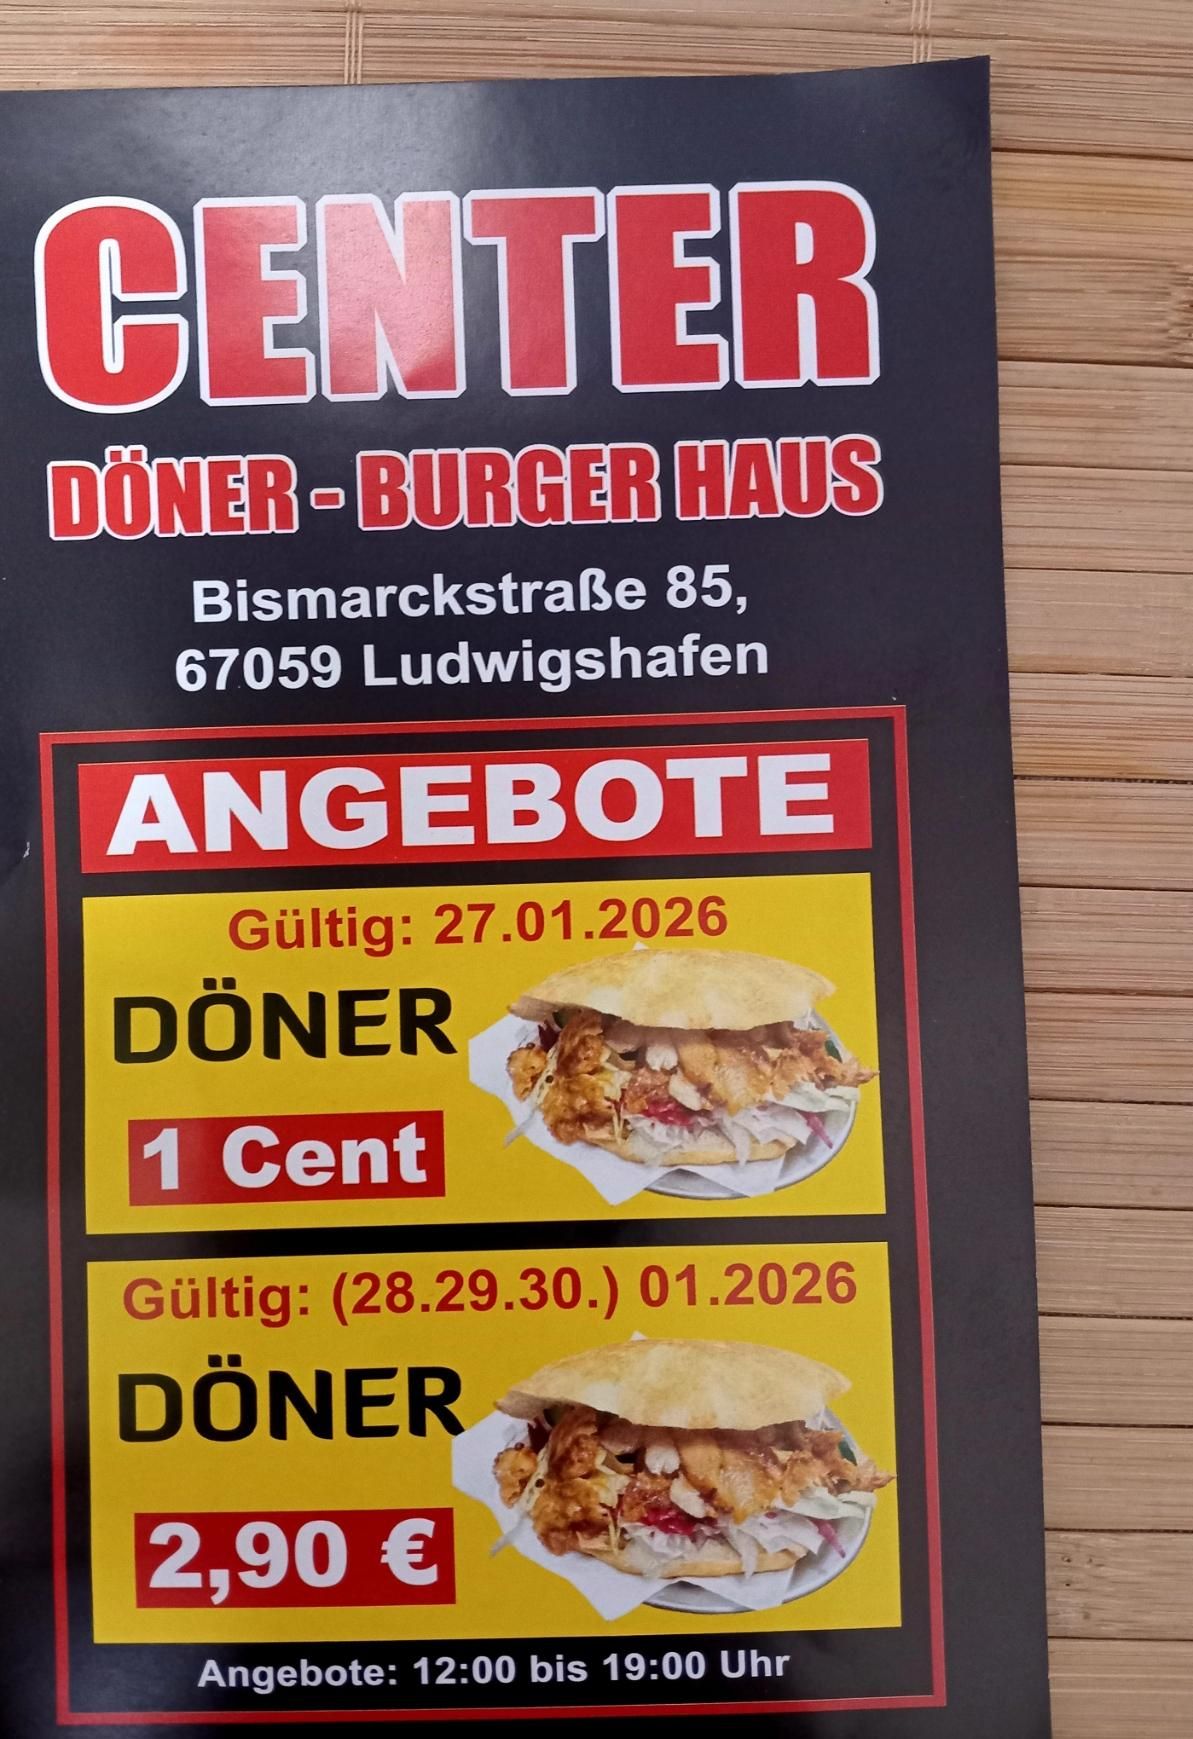 CENTER
DÖNER - BURGER HAUS
Bismarckstraße 85,
67059 Ludwigshafen
ANGEBOTE
Gültig: 27.01.2026
DÖNER
1 Cent
Gültig: (28.29.30.) 01.2026
DÖNER
2,90 €
Angebote: 12:00 bis 19:00 Uhr